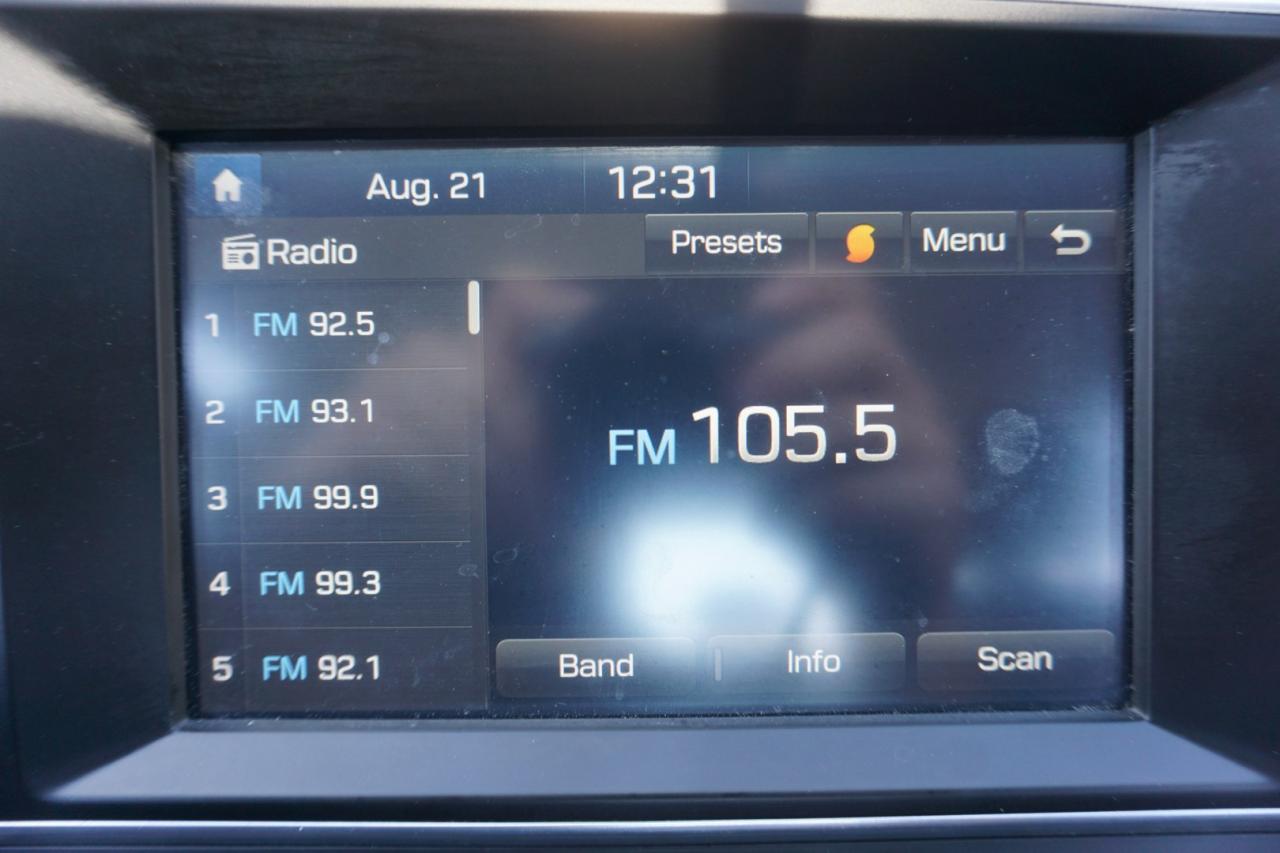 Aug. 21 12:31
Radio Presets Menu
1 FM 92.5
2 FM 93.1
FM 105.5
3 FM 99.9
4 FM 99.3
5 FM 92.1
Band Info Scan